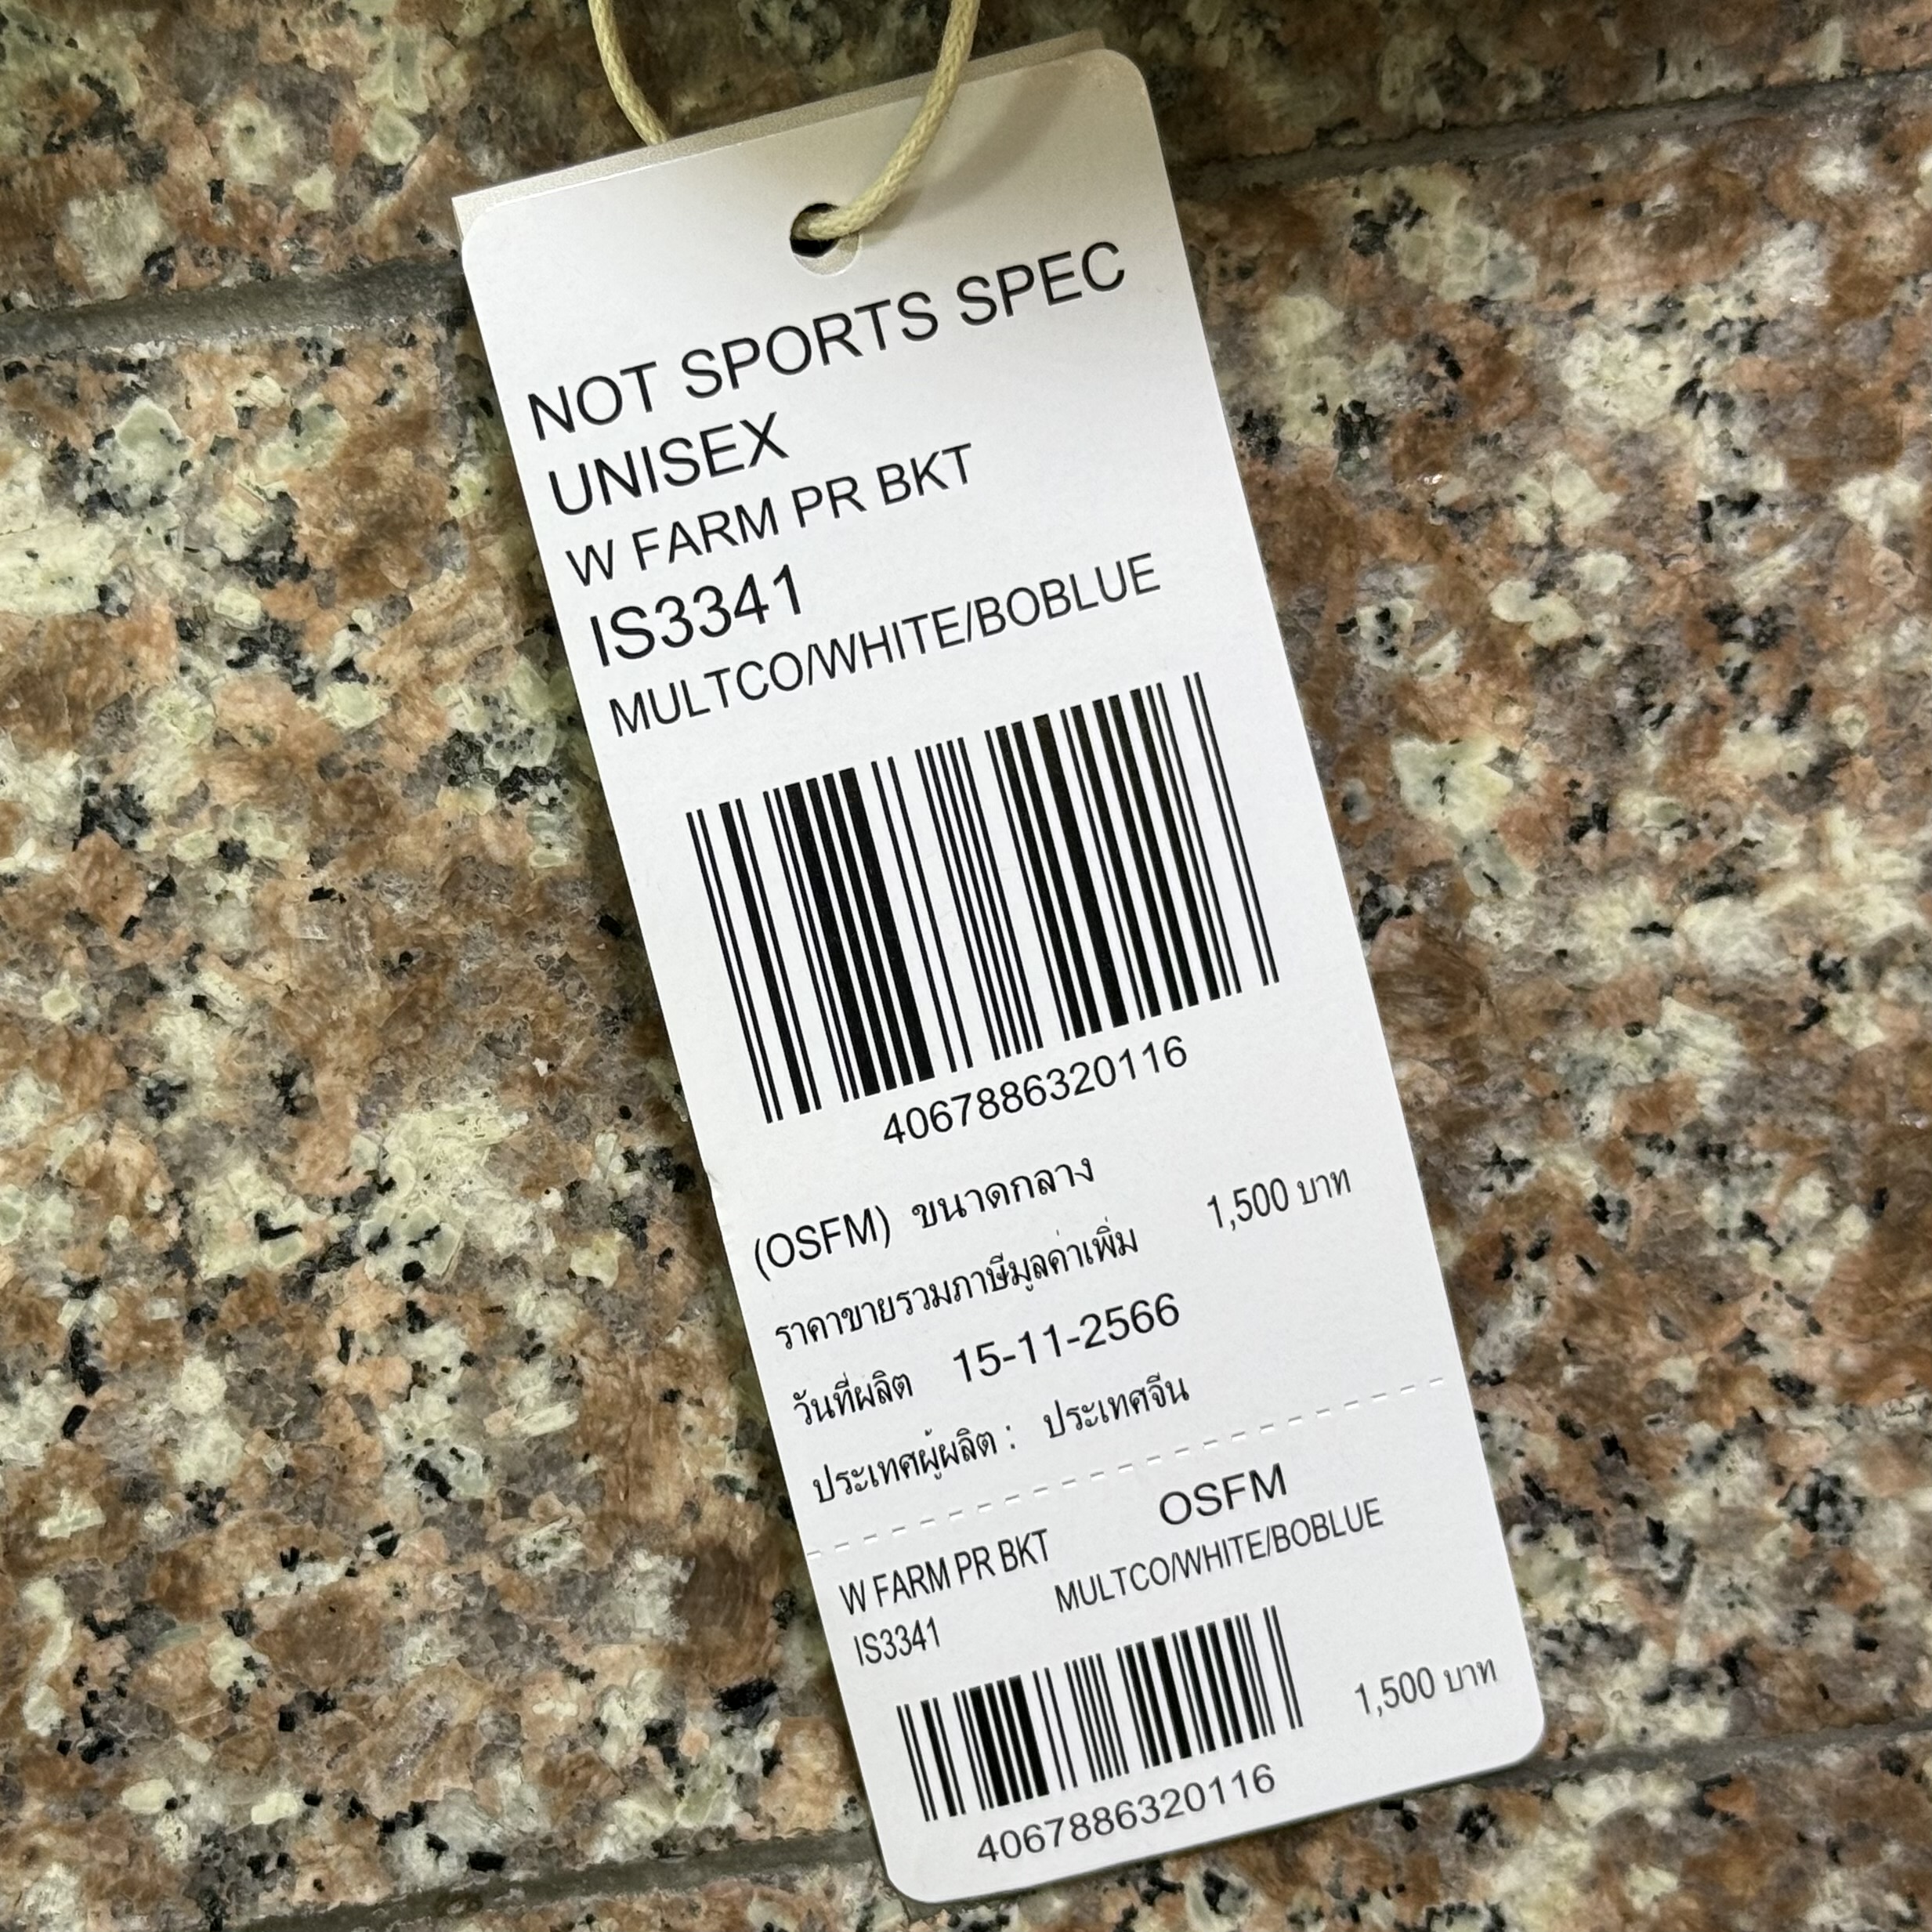 NOT SPORTS SPEC
UNISEX
W FARM PR BKT
IS3341
MULTCO/WHITE/BOBLUE
4067886320116
(OSFM) ขนาดกลาง
ราคาขายรวมภาษีมูลค่าเพิ่ม 1,500 บาท
วันที่ผลิต 15-11-2566
ประเทศผู้ผลิต : ประเทศจีน
OSFM
W FARM PR BKT MULTCO/WHITE/BOBLUE
IS3341
1,500 บาท
4067886320116